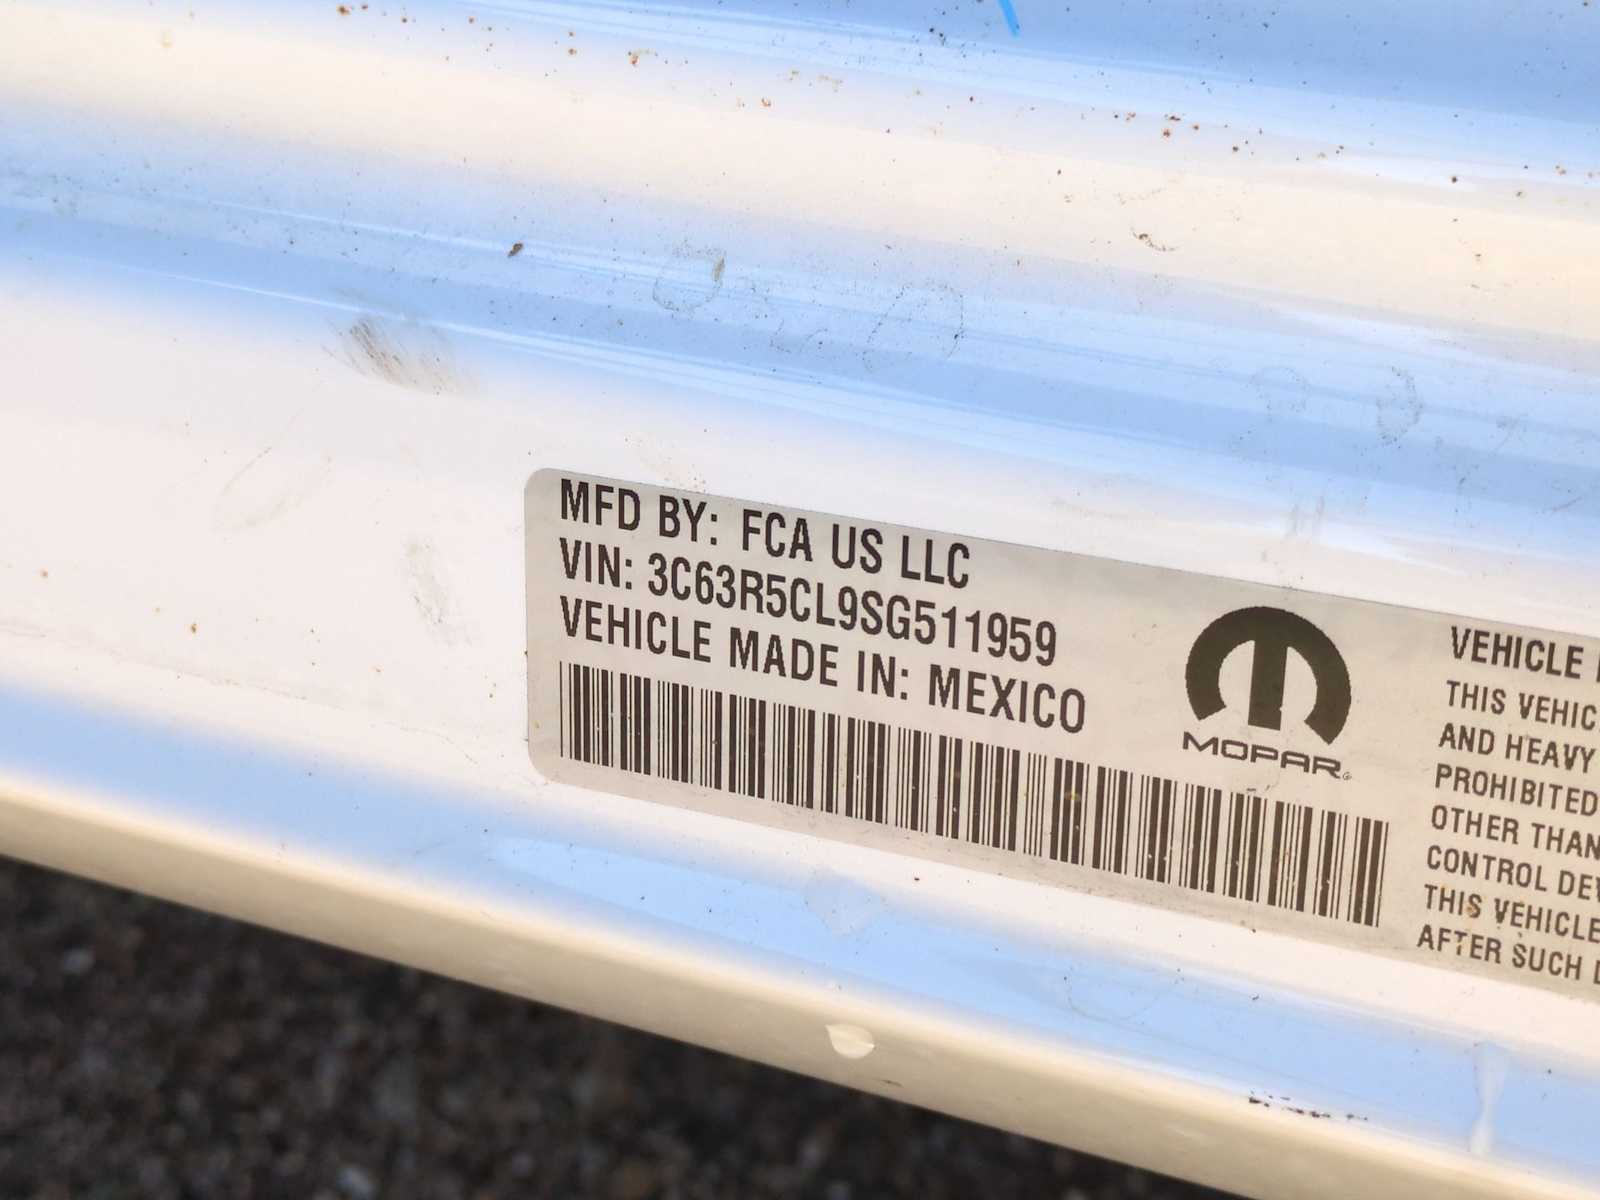 MFD BY: FCA US LLC
VIN: 3C63R5CL9SG511959
VEHICLE MADE IN: MEXICO
MOPAR
VEHICLE
THIS VEHIC
AND HEAVY
PROHIBITED
OTHER THAN
CONTROL DEV
THIS VEHICLE
AFTER SUCH